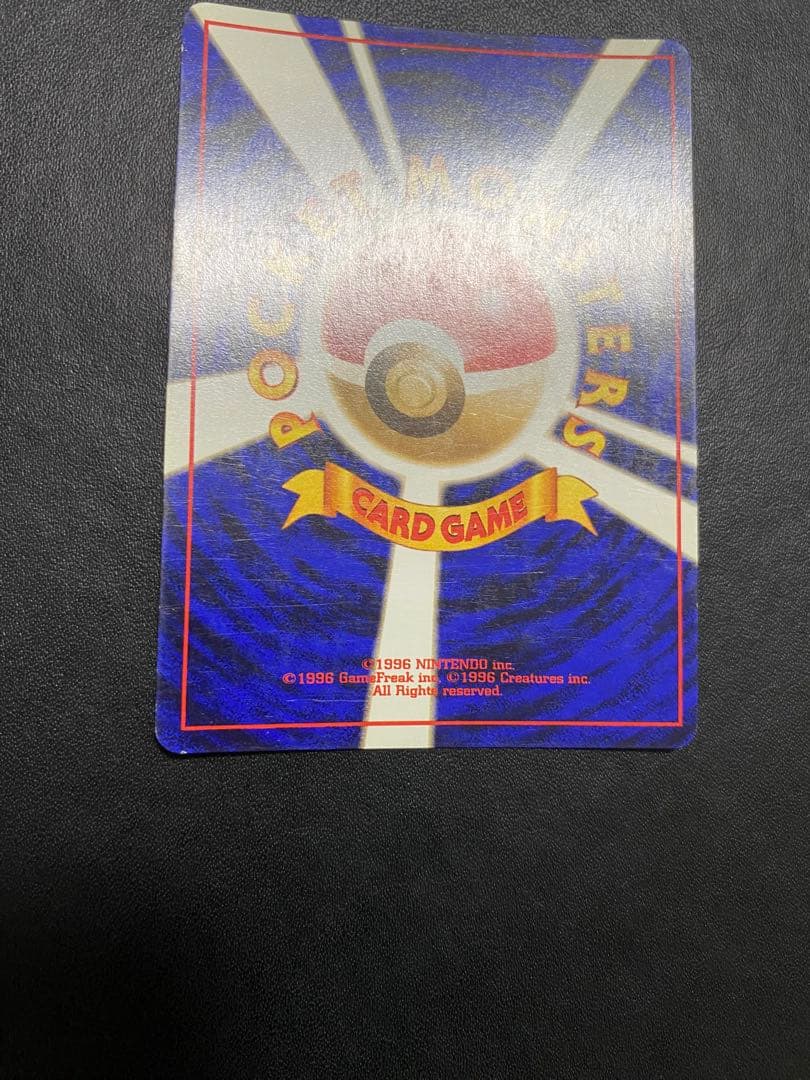 POCKET MONSTERS
CARD GAME
©1996 NINTENDO inc.
©1996 GameFreak inc. ©1996 Creatures inc.
All Rights reserved.